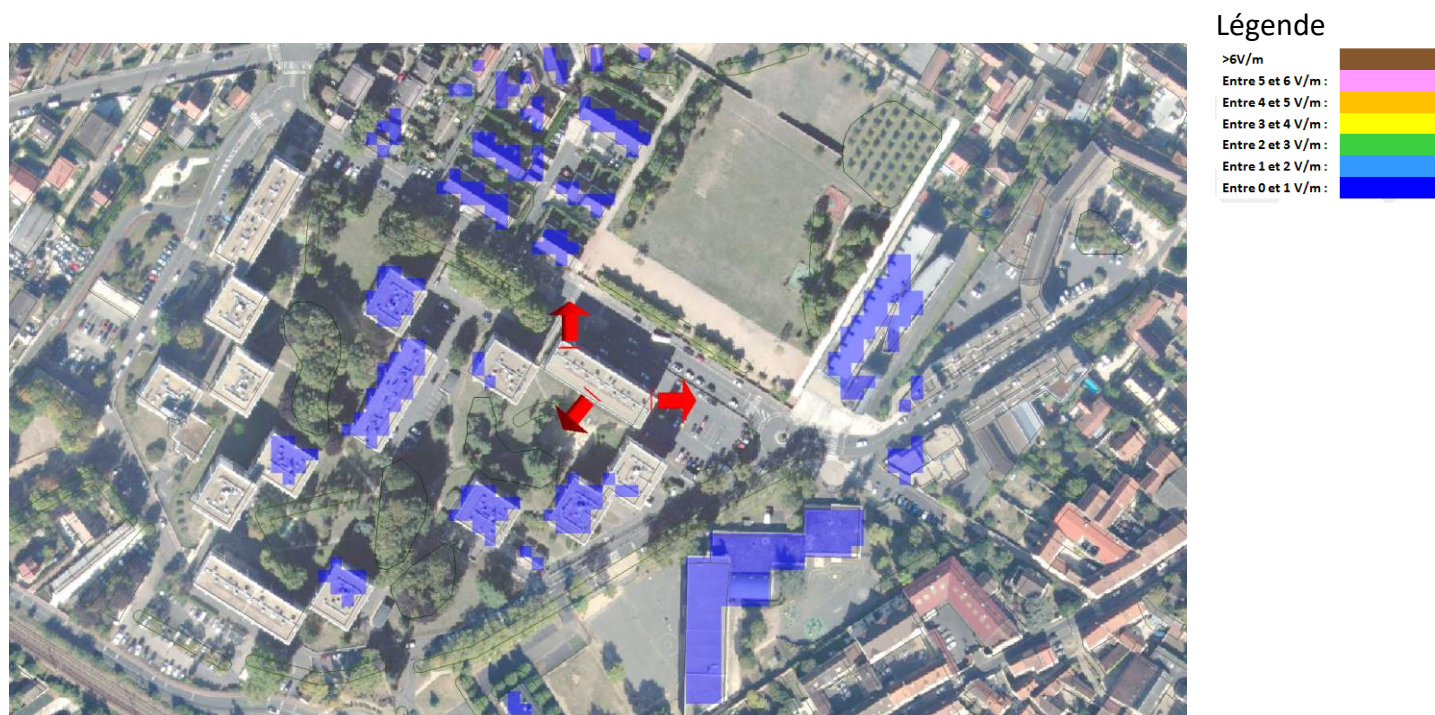 Légende
>6V/m
Entre 5 et 6 V/m :
Entre 4 et 5 V/m :
Entre 3 et 4 V/m :
Entre 2 et 3 V/m :
Entre 1 et 2 V/m :
Entre 0 et 1 V/m :